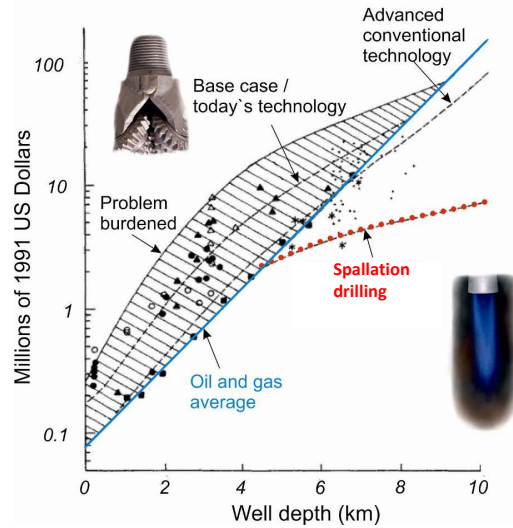 Advanced
conventional
technology
100
Base case /
today`s technology
10
Problem
burdened
Spallation
drilling
1
Oil and gas
average
0.1
Millions of 1991 US Dollars
0
2
4
6
8
10
Well depth (km)